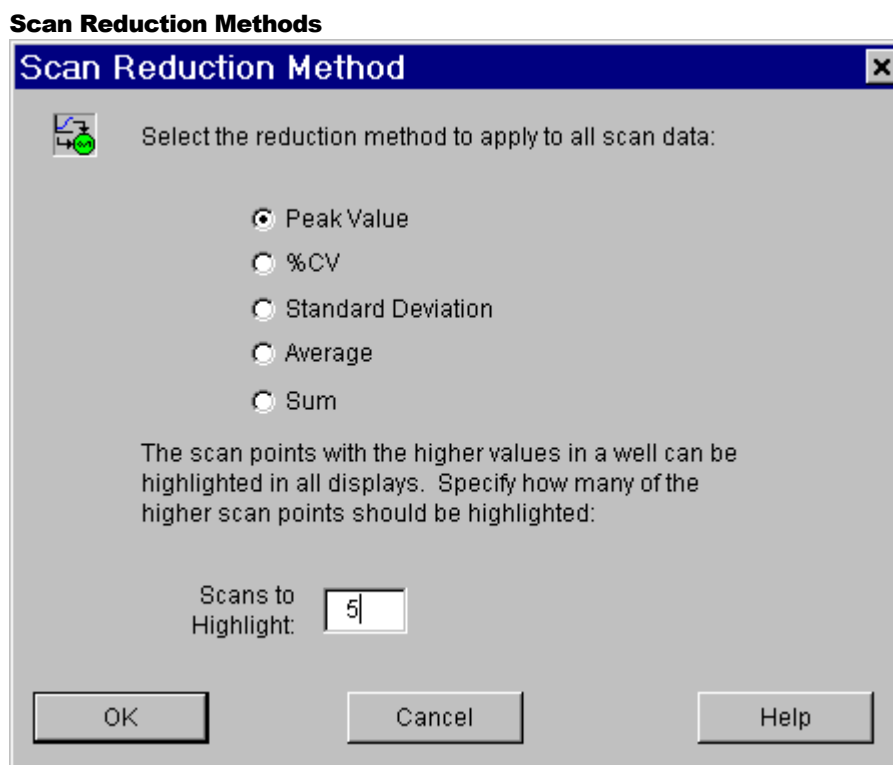 Scan Reduction Methods
Scan Reduction Method
Select the reduction method to apply to all scan data:
Peak Value
%CV
Standard Deviation
Average
Sum
The scan points with the higher values in a well can be
highlighted in all displays.  Specify how many of the
higher scan points should be highlighted:
Scans to
Highlight:
5
OK
Cancel
Help